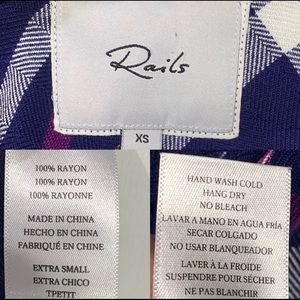 Rails
XS
100% RAYON
100% RAYON
100% RAYONNE
MADE IN CHINA
HECHO EN CHINA
FABRIQUÉ EN CHINE
EXTRA SMALL
EXTRA CHICO
TPETIT
HAND WASH COLD
HANG DRY
NO BLEACH
LAVAR A MANO EN AGUA FRÍA
SECAR COLGADO
NO USAR BLANQUEADOR
LAVER À LA FROIDE
SUSPENDRE POUR SÉCHER
NE PAS BLANCHIR